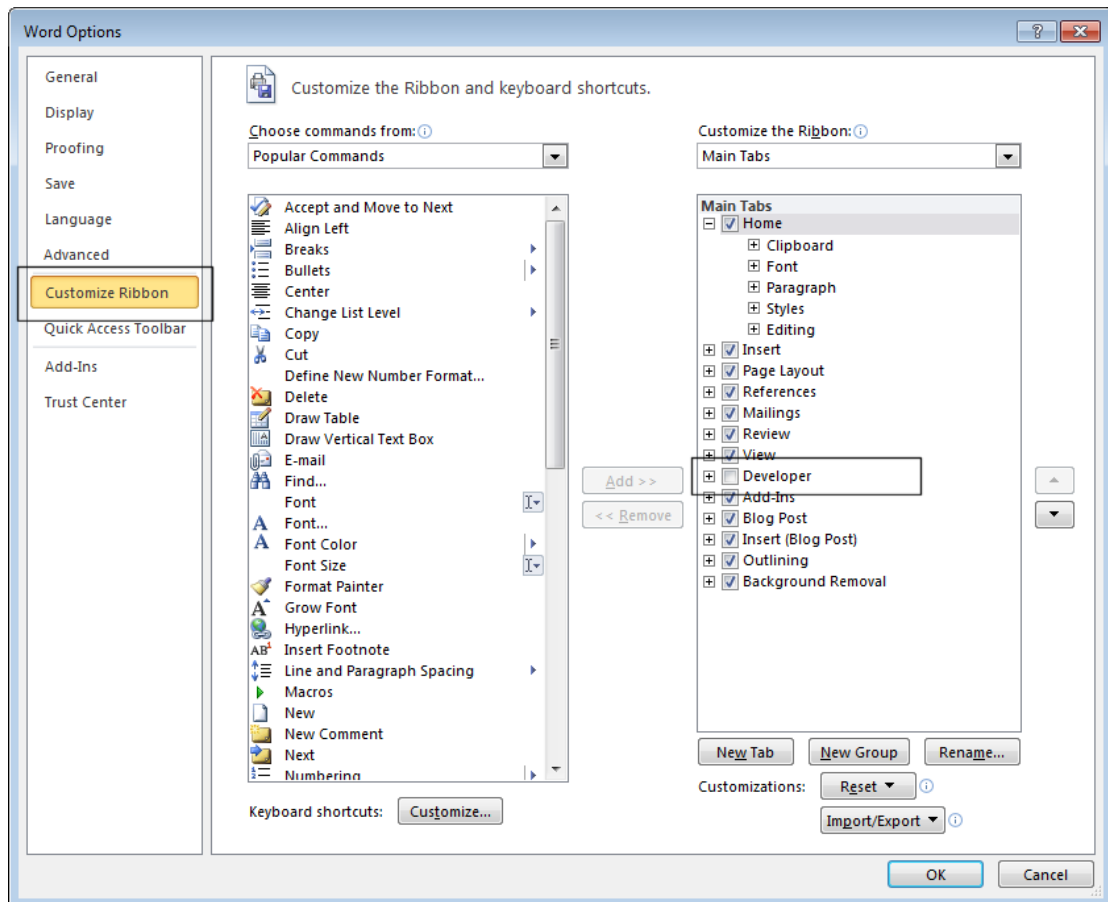 Word Options
General
Display
Proofing
Save
Language
Advanced
Customize Ribbon
Quick Access Toolbar
Add-Ins
Trust Center
Customize the Ribbon and keyboard shortcuts.
Choose commands from:
Popular Commands
Accept and Move to Next
Align Left
Breaks
Bullets
Center
Change List Level
Copy
Cut
Define New Number Format...
Delete
Draw Table
Draw Vertical Text Box
E-mail
Find...
Font
Font...
Font Color
Font Size
Format Painter
Grow Font
Hyperlink...
Insert Footnote
Line and Paragraph Spacing
Macros
New
New Comment
Next
Numbering
Keyboard shortcuts: Customize...
Add >>
<< Remove
Customize the Ribbon:
Main Tabs
Main Tabs
Home
Clipboard
Font
Paragraph
Styles
Editing
Insert
Page Layout
References
Mailings
Review
View
Developer
Add-Ins
Blog Post
Insert (Blog Post)
Outlining
Background Removal
New Tab New Group Rename...
Customizations: Reset
Import/Export
OK Cancel